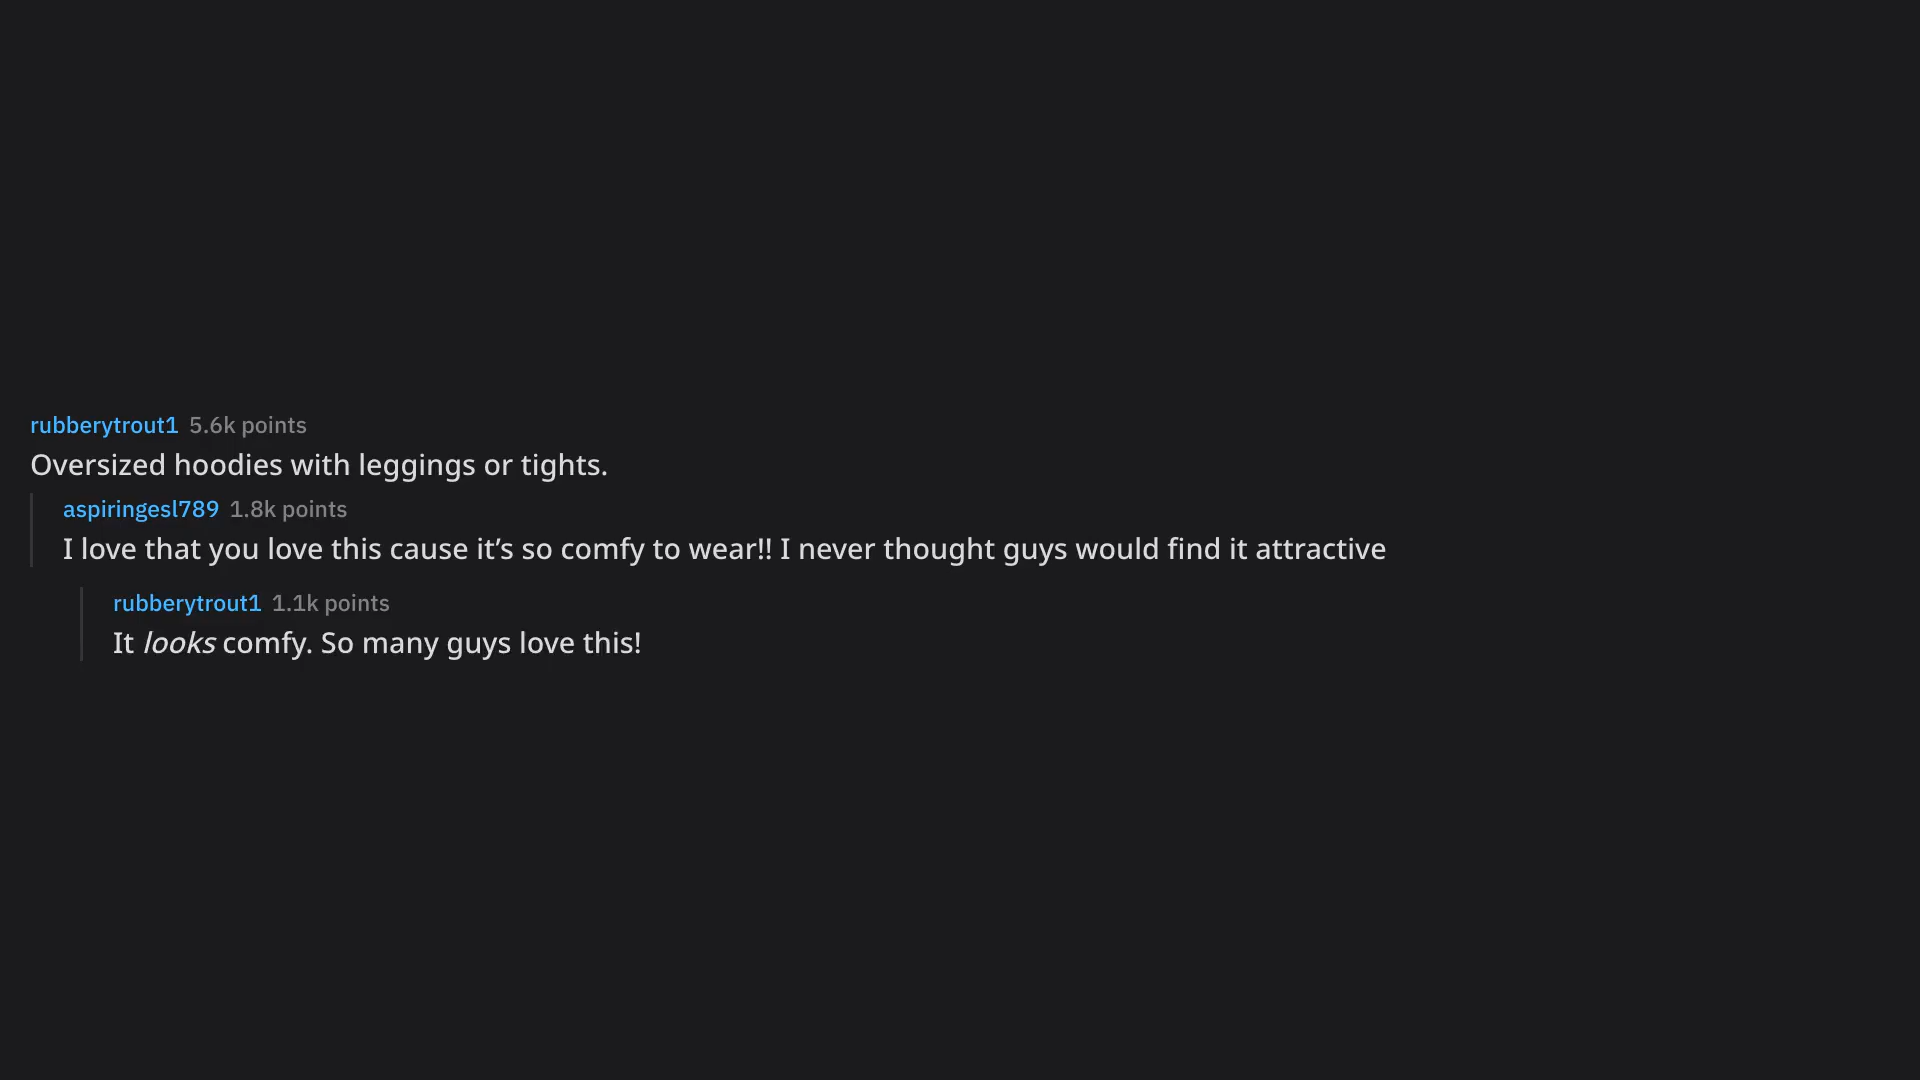 rubberytrout1 5.6k points
Oversized hoodies with leggings or tights.
aspiringesl789 1.8k points
I love that you love this cause it’s so comfy to wear!! I never thought guys would find it attractive
rubberytrout1 1.1k points
It looks comfy. So many guys love this!